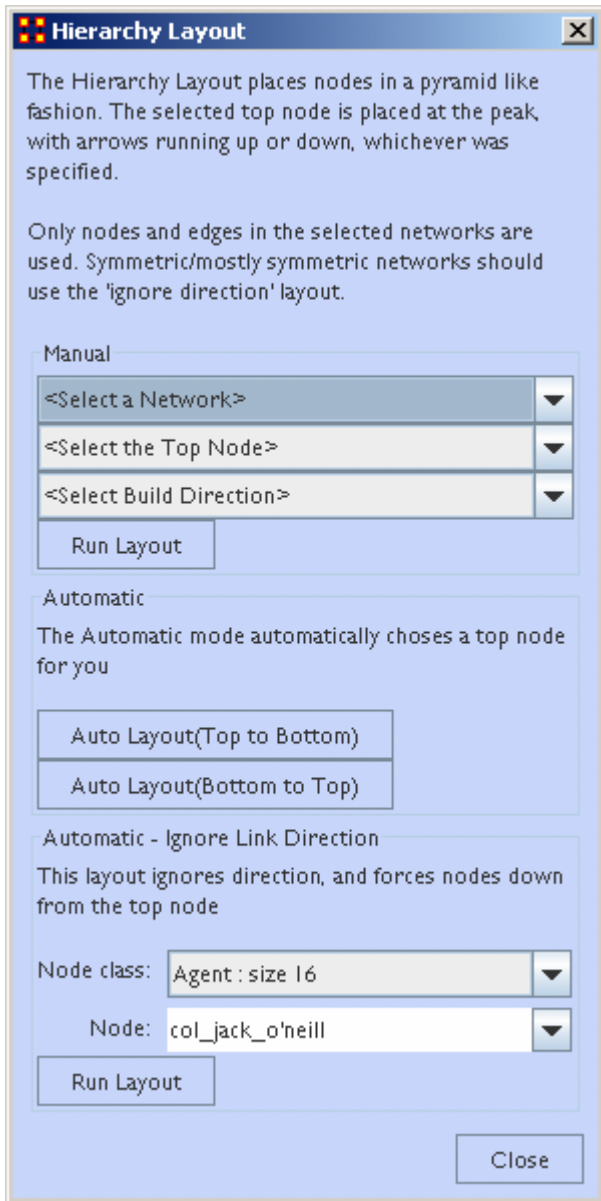 Hierarchy Layout
The Hierarchy Layout places nodes in a pyramid like
fashion. The selected top node is placed at the peak,
with arrows running up or down, whichever was
specified.
Only nodes and edges in the selected networks are
used. Symmetric/mostly symmetric networks should
use the 'ignore direction' layout.
Manual
<Select a Network>
<Select the Top Node>
<Select Build Direction>
Run Layout
Automatic
The Automatic mode automatically choses a top node
for you
Auto Layout(Top to Bottom)
Auto Layout(Bottom to Top)
Automatic - Ignore Link Direction
This layout ignores direction, and forces nodes down
from the top node
Node class: Agent : size 16
Node: col_jack_o'neill
Run Layout
Close